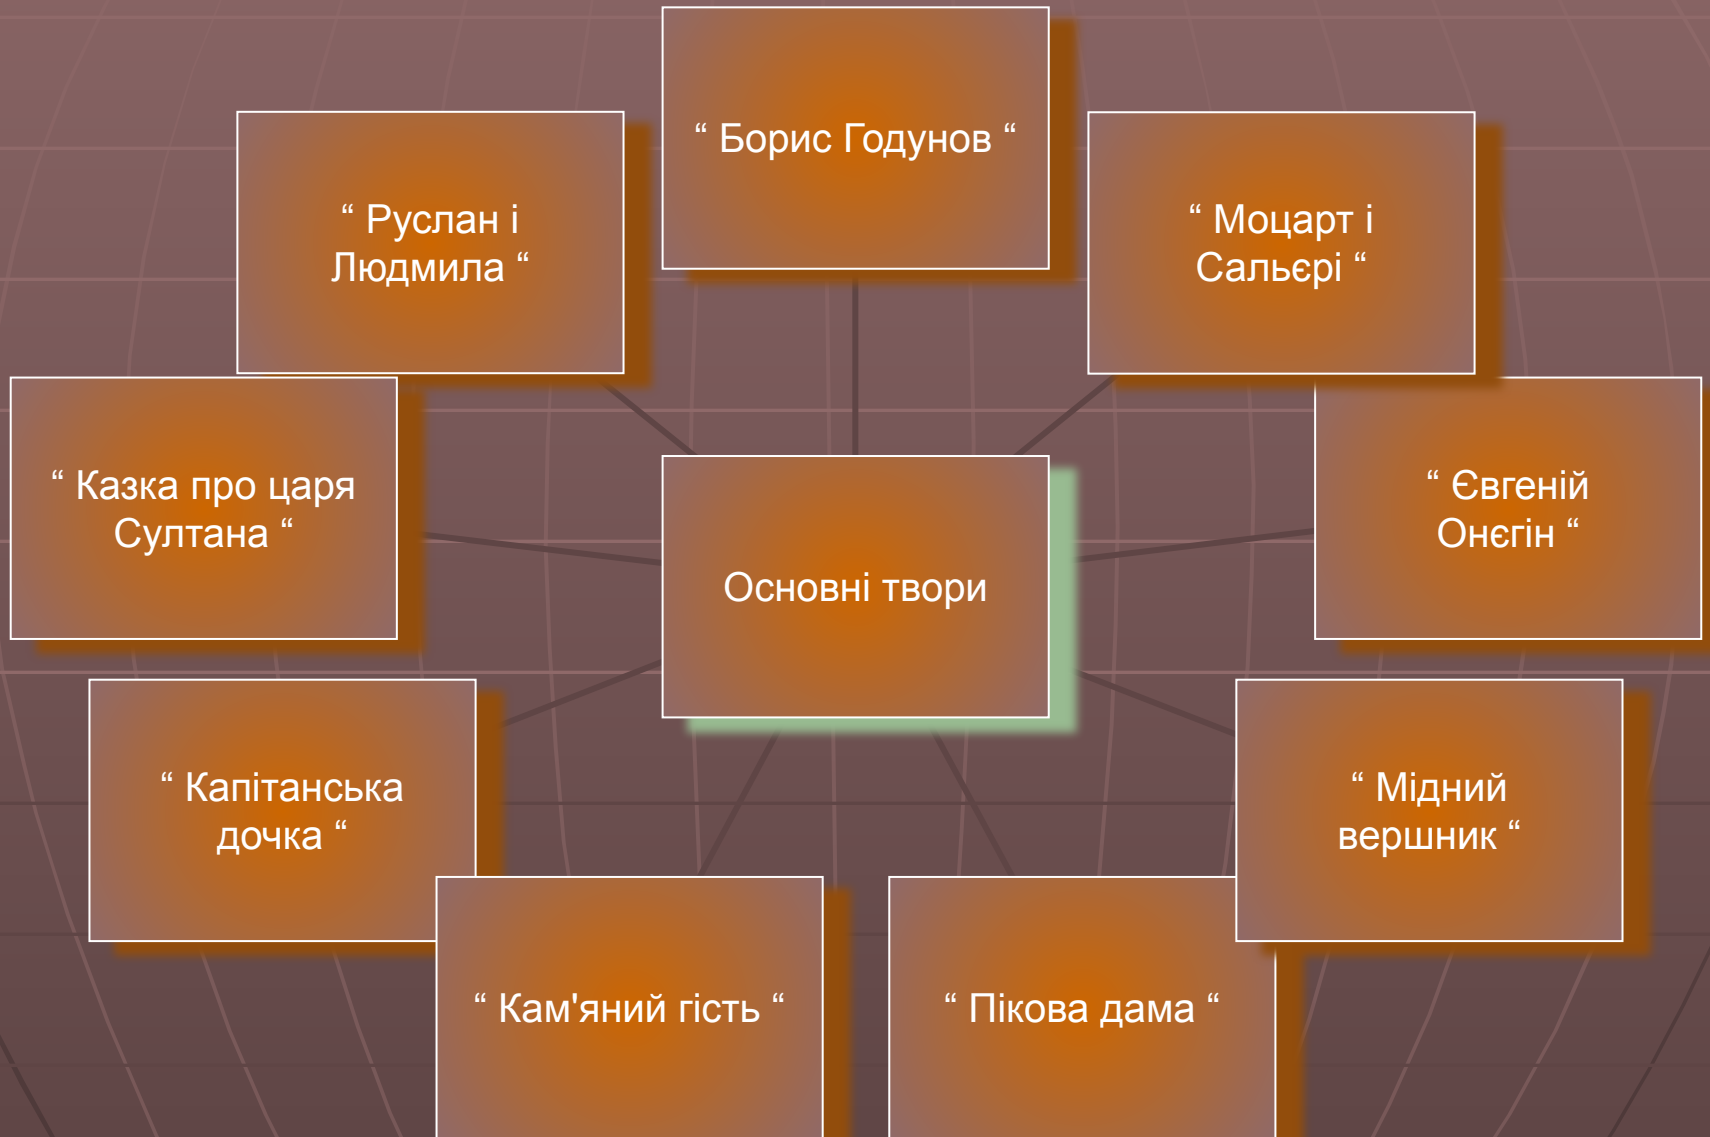 “ Борис Годунов “
“ Руслан і
Людмила “
“ Моцарт і
Сальєрі “
“ Казка про царя
Султана “
“ Євгеній
Онєгін “
Основні твори
“ Капітанська
дочка “
“ Мідний
вершник “
“ Кам'яний гість “
“ Пікова дама “